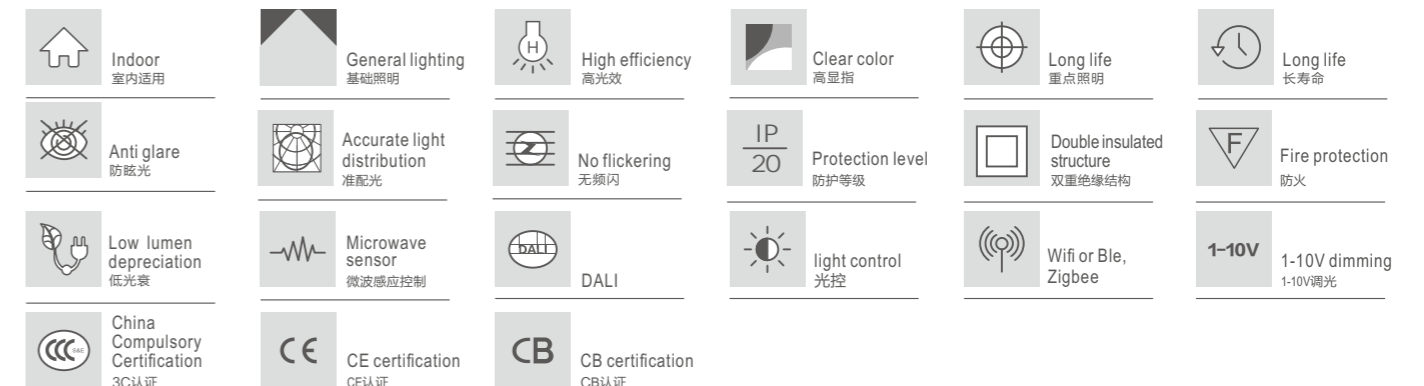 Indoor
室内适用
General lighting
基础照明
H
High efficiency
高光效
Clear color
高显指
Long life
重点照明
Long life
长寿命
Anti glare
防眩光
Accurate light
distribution
准配光
No flickering
无频闪
IP
20
Protection level
防护等级
Double insulated
structure
双重绝缘结构
F
Fire protection
防火
Low lumen
depreciation
低光衰
Microwave
sensor
微波感应控制
DALI
DALI
light control
光控
Wifi or Ble,
Zigbee
1-10V
1-10V dimming
1-10V调光
CCC S&E
China
Compulsory
Certification
3C认证
CE
CE certification
CE认证
CB
CB certification
CB认证